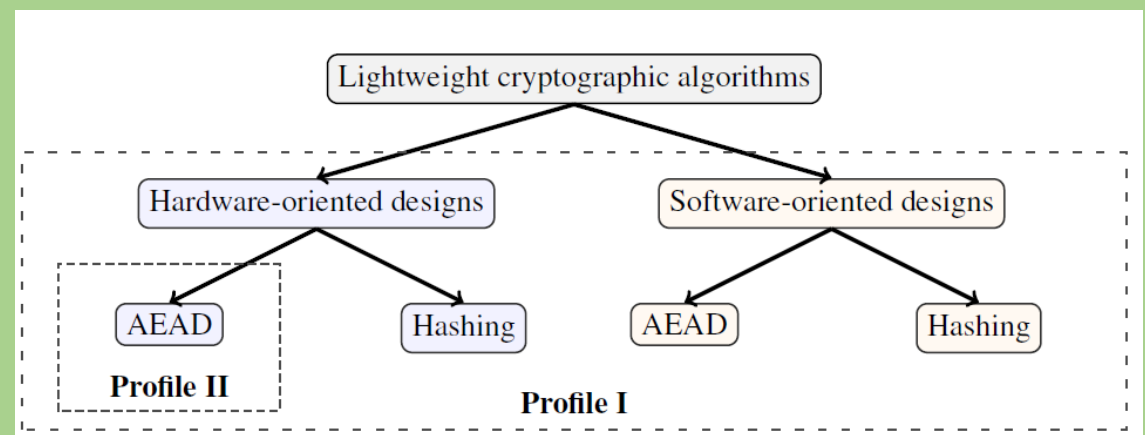 Lightweight cryptographic algorithms
Hardware-oriented designs
Software-oriented designs
AEAD
Hashing
AEAD
Hashing
Profile II
Profile I